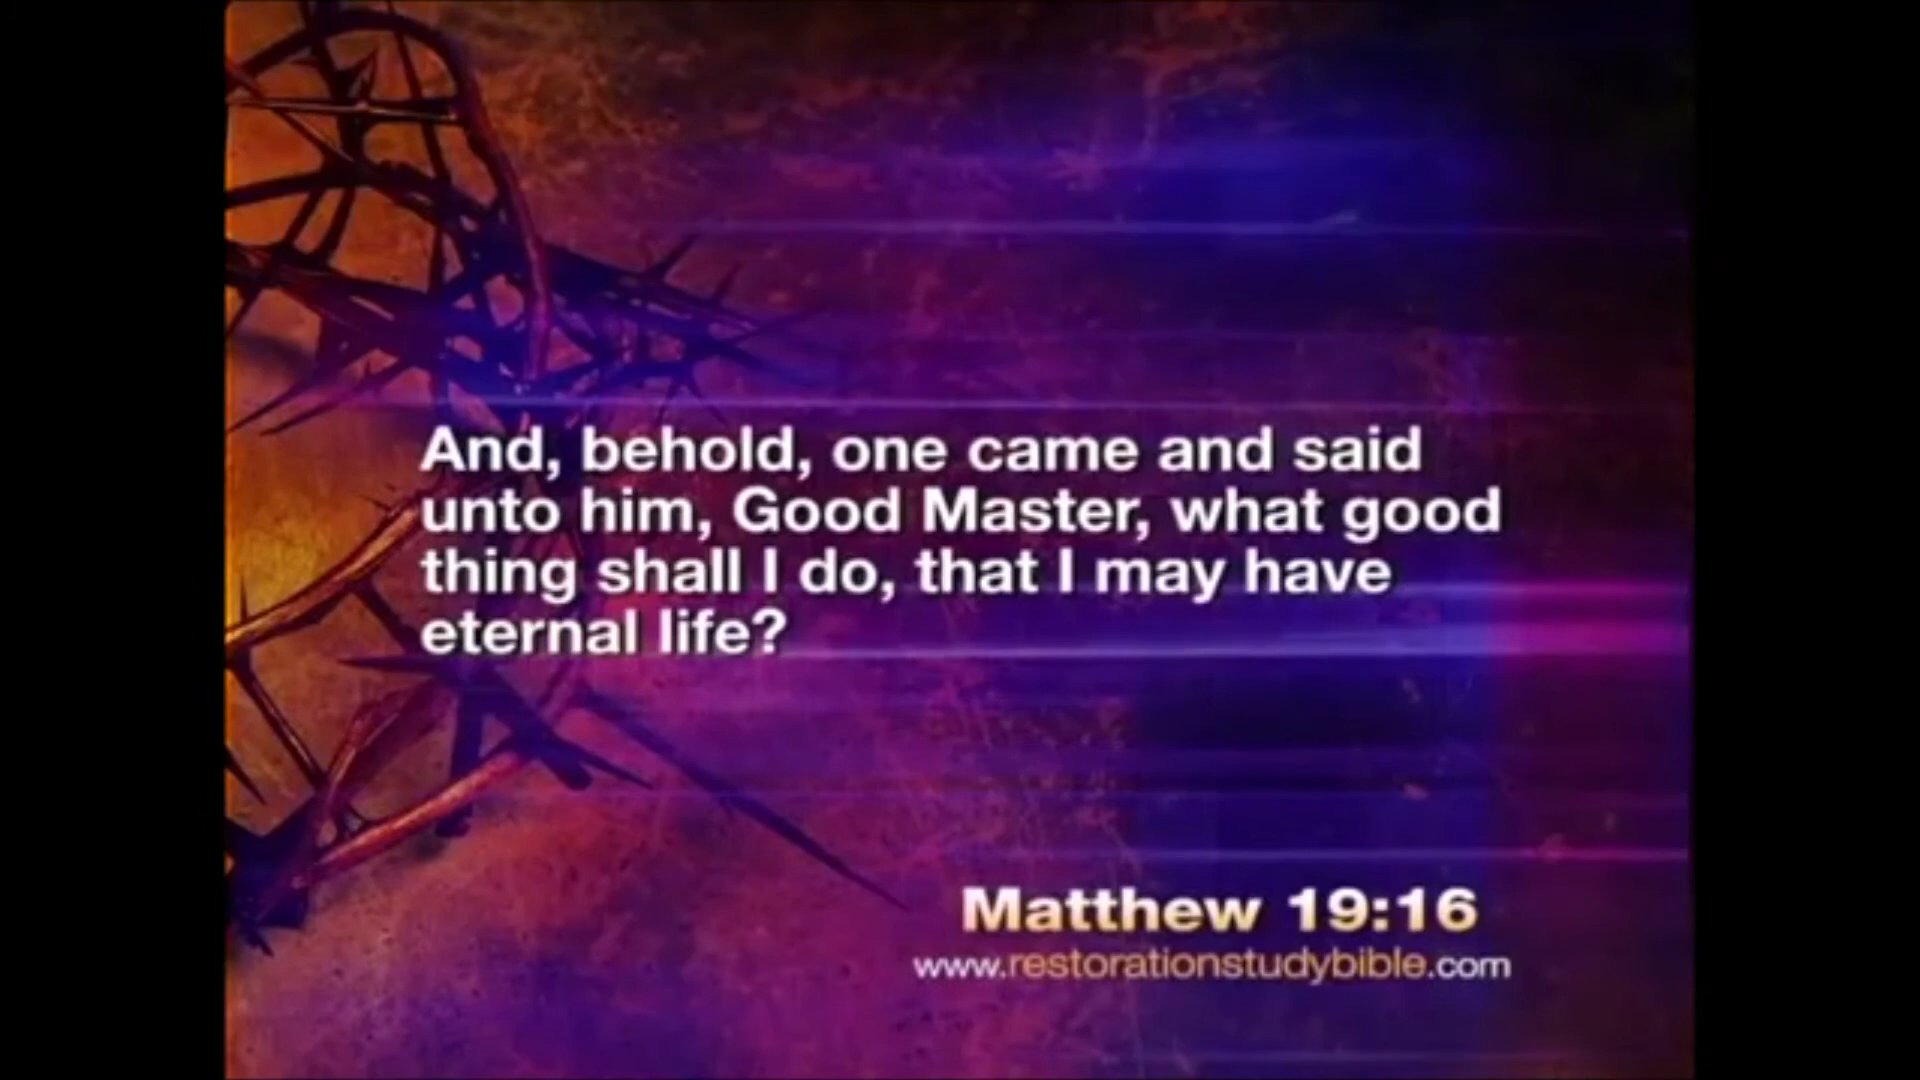 And, behold, one came and said
unto him, Good Master, what good
thing shall I do, that I may have
eternal life?
Matthew 19:16
www.restorationstudybible.com